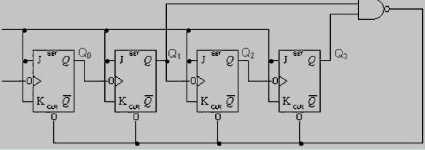 Q0 Q1 Q2 Q3
SET SET SET SET
J Q J Q J Q J Q
K Q K Q K Q K Q
CLR CLR CLR CLR